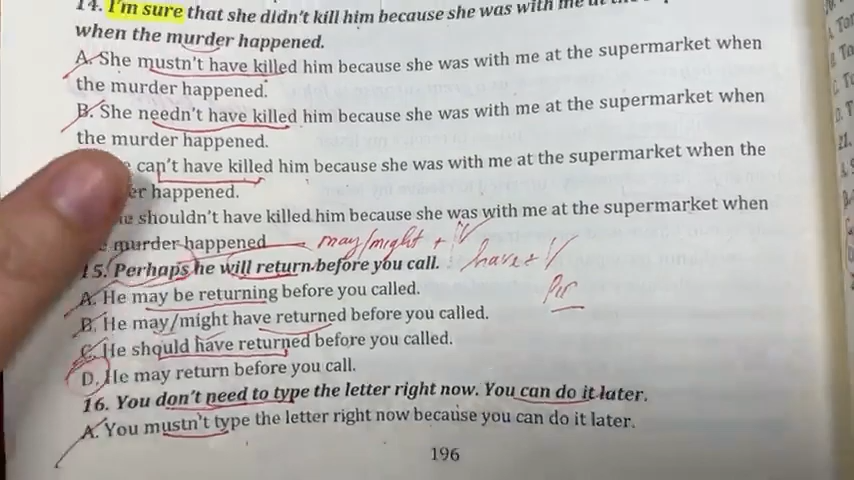 14. I'm sure that she didn't kill him because she was with me at the
when the murder happened.
A. She mustn't have killed him because she was with me at the supermarket when
the murder happened.
B. She needn't have killed him because she was with me at the supermarket when
the murder happened.
can't have killed him because she was with me at the supermarket when the
er happened.
shouldn't have killed him because she was with me at the supermarket when
murder happened
may/might + V
15. Perhaps he will return before you call.
have + V
A. He may be returning before you called.
PII
B. He may/might have returned before you called.
C. He should have returned before you called.
D. He may return before you call.
16. You don't need to type the letter right now. You can do it later.
A. You mustn't type the letter right now because you can do it later.
196
21.